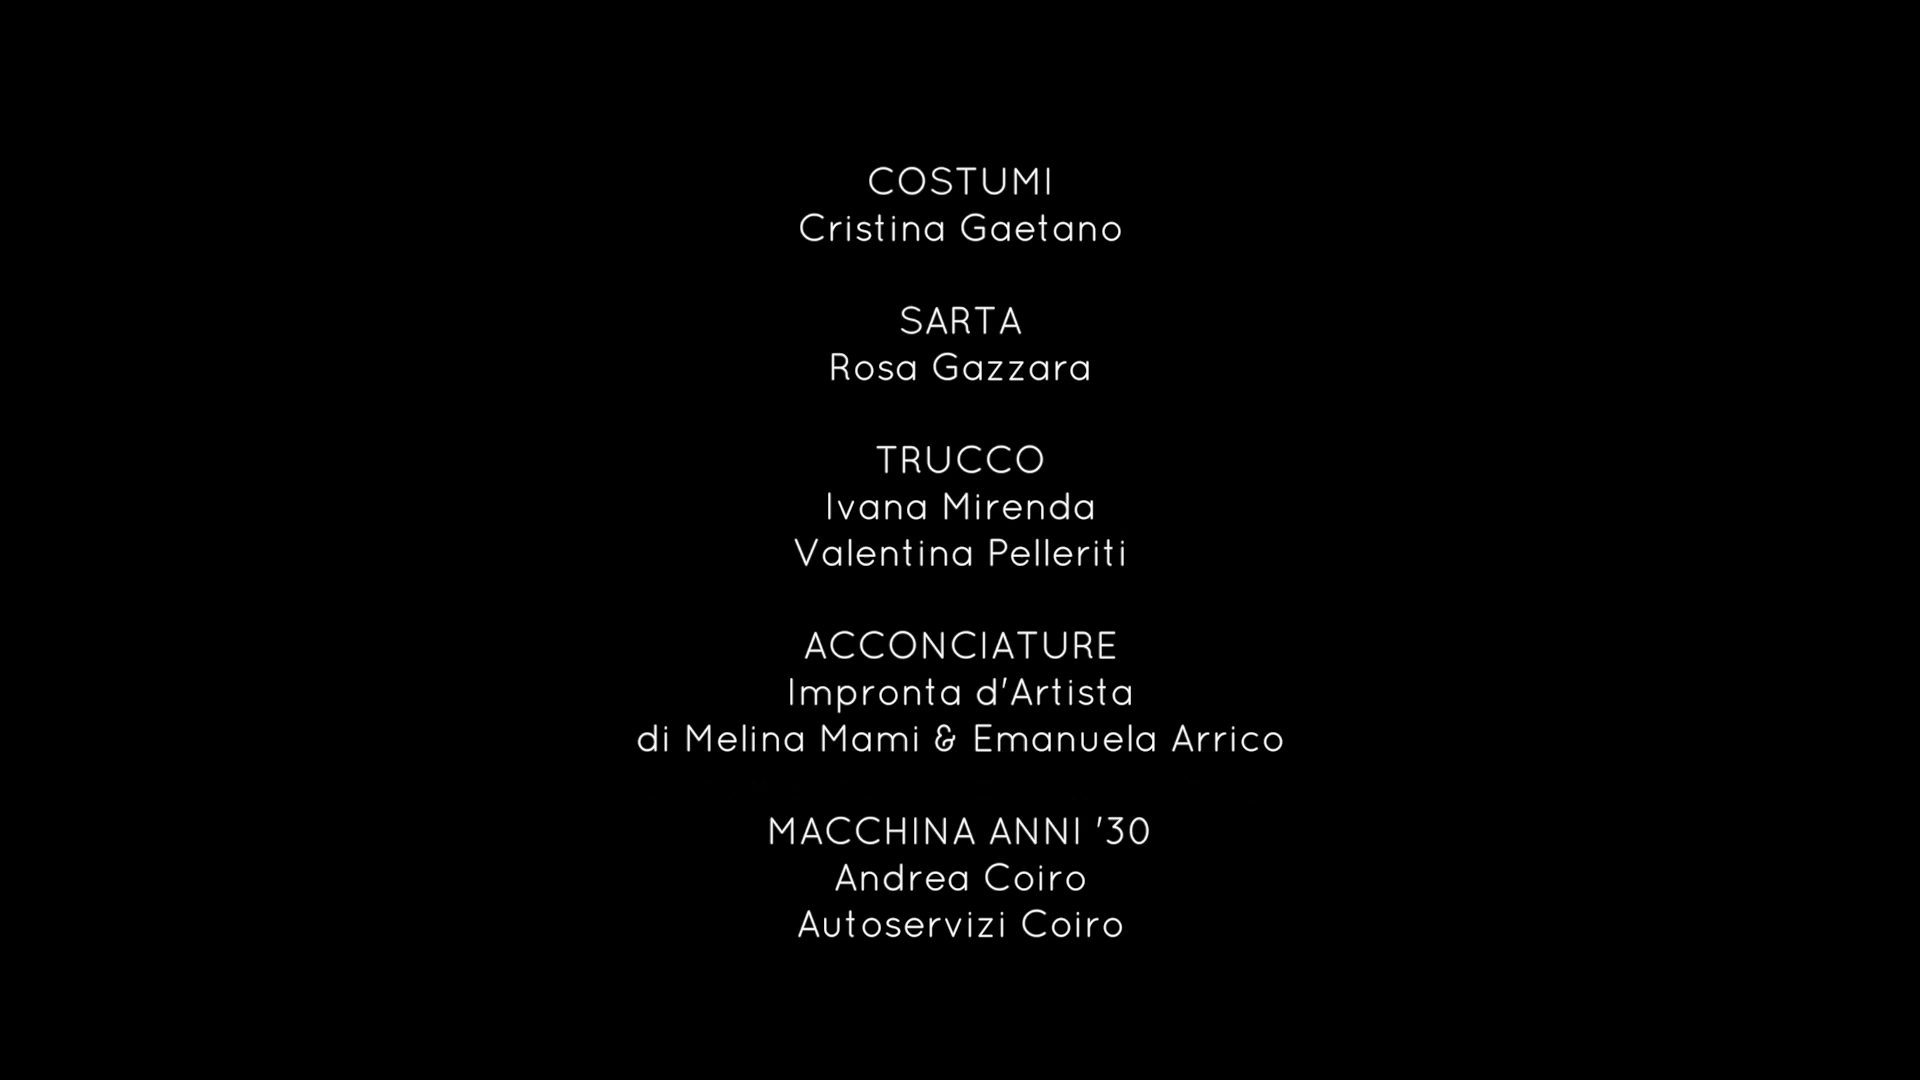 COSTUMI
Cristina Gaetano
SARTA
Rosa Gazzara
TRUCCO
Ivana Mirenda
Valentina Pelleriti
ACCONCIATURE
Impronta d'Artista
di Melina Mami & Emanuela Arrico
MACCHINA ANNI '30
Andrea Coiro
Autoservizi Coiro